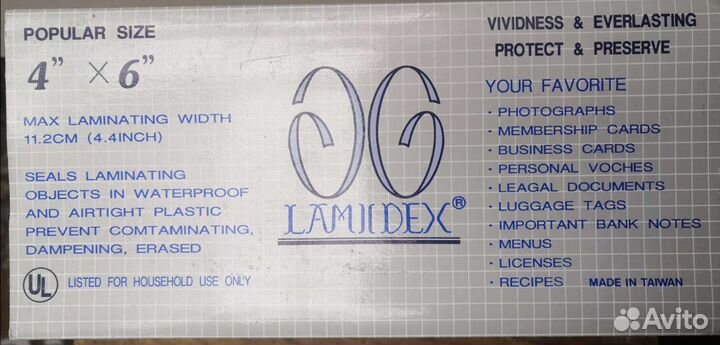 POPULAR SIZE
4” × 6”
MAX LAMINATING WIDTH
11.2CM (4.4INCH)
SEALS LAMINATING
OBJECTS IN WATERPROOF
AND AIRTIGHT PLASTIC
PREVENT COMTAMINATING,
DAMPENING, ERASED
UL
LISTED FOR HOUSEHOLD USE ONLY
LAMIDEX®
VIVIDNESS & EVERLASTING
PROTECT & PRESERVE
YOUR FAVORITE
· PHOTOGRAPHS
· MEMBERSHIP CARDS
· BUSINESS CARDS
· PERSONAL VOCHES
· LEAGAL DOCUMENTS
· LUGGAGE TAGS
· IMPORTANT BANK NOTES
· MENUS
· LICENSES
· RECIPES
MADE IN TAIWAN
Avito